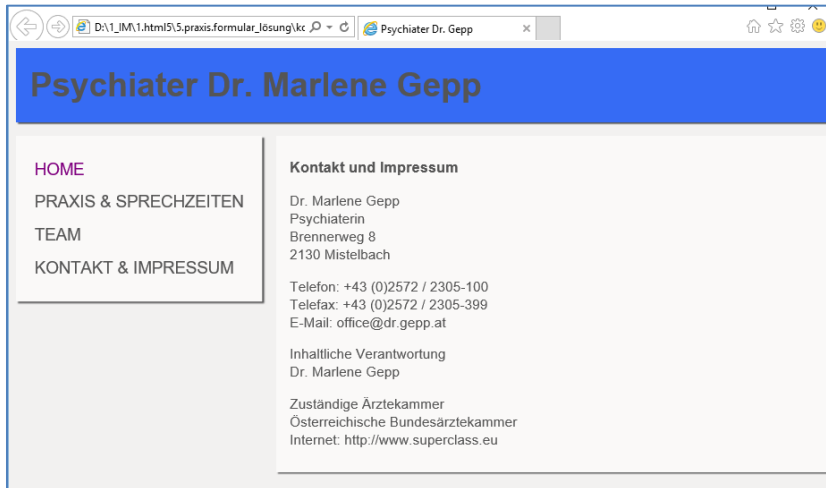 D:\1_IM\1.html5\5.praxis.formular_lösung\kc
Psychiater Dr. Gepp
Psychiater Dr. Marlene Gepp
HOME
PRAXIS & SPRECHZEITEN
TEAM
KONTAKT & IMPRESSUM
Kontakt und Impressum
Dr. Marlene Gepp
Psychiaterin
Brennerweg 8
2130 Mistelbach
Telefon: +43 (0)2572 / 2305-100
Telefax: +43 (0)2572 / 2305-399
E-Mail: office@dr.gepp.at
Inhaltliche Verantwortung
Dr. Marlene Gepp
Zuständige Ärztekammer
Österreichische Bundesärztekammer
Internet: http://www.superclass.eu